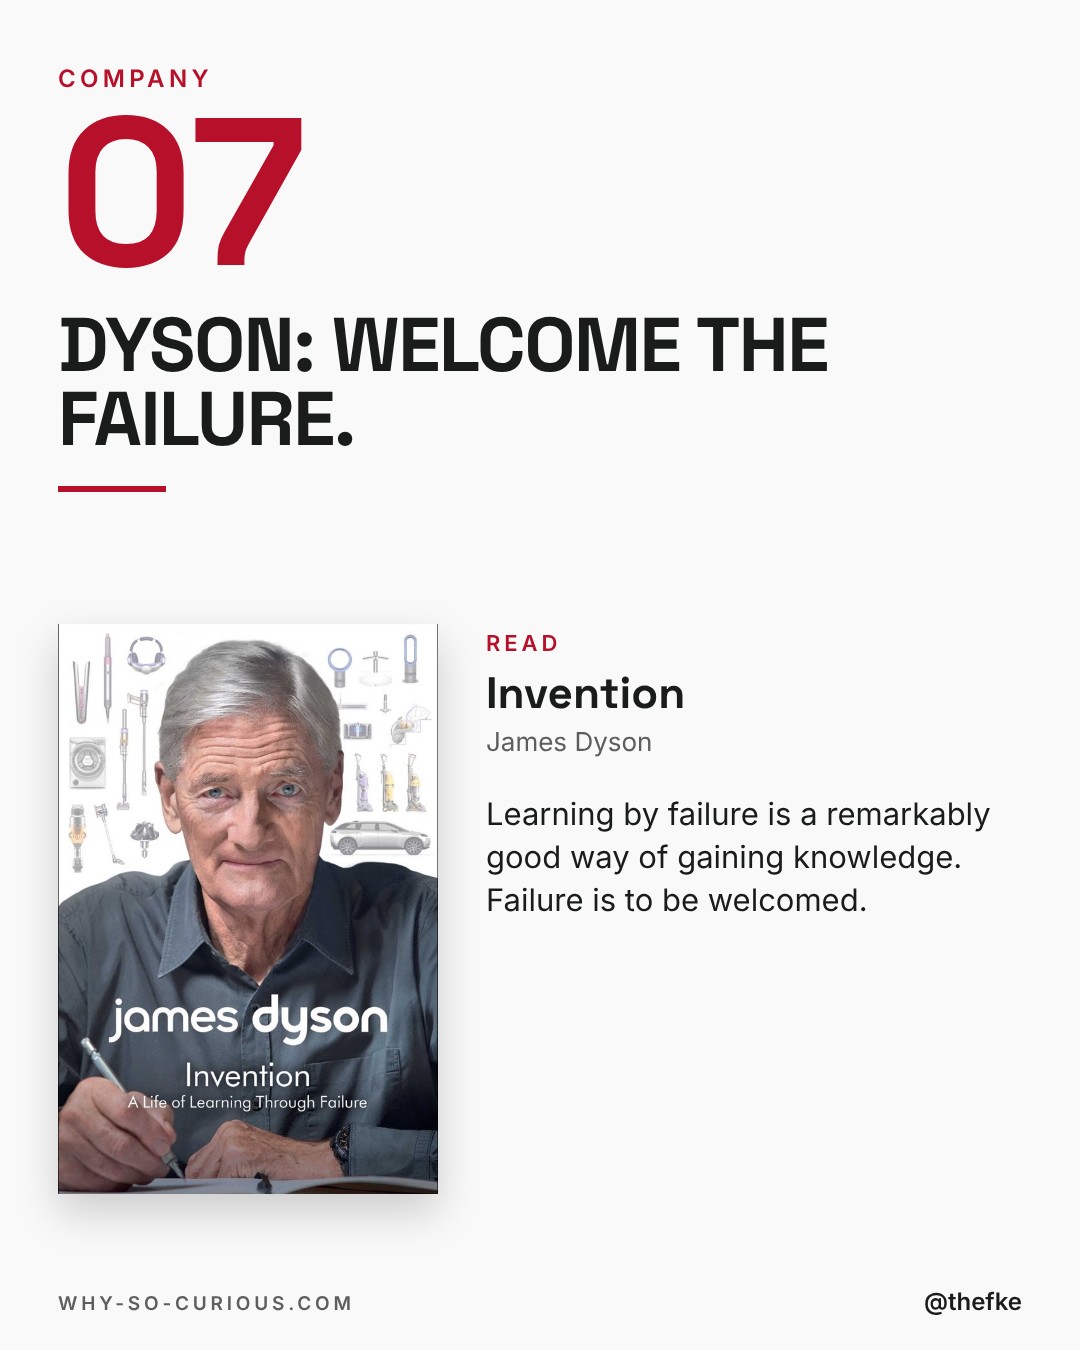 COMPANY
07
DYSON: WELCOME THE
FAILURE.
READ
Invention
James Dyson
Learning by failure is a remarkably
good way of gaining knowledge.
Failure is to be welcomed.
james dyson
Invention
A Life of Learning Through Failure
WHY-SO-CURIOUS.COM
@thefke